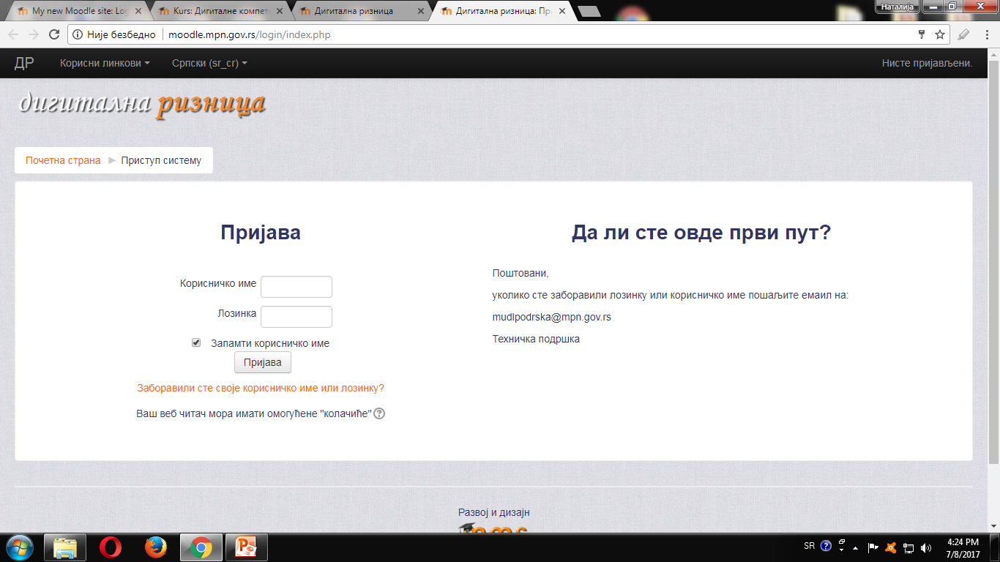 My new Moodle site: Log
Kurs: Дигиталне компете
Дигитална ризница
Дигитална ризница: При
Наталија
Није безбедно
moodle.mpn.gov.rs/login/index.php
ДР
Корисни линкови
Српски (sr_cr)
Нисте пријављени.
дигитална ризница
Почетна страна
Приступ систему
Пријава
Корисничко име
Лозинка
Запамти корисничко име
Пријава
Заборавили сте своје корисничко име или лозинку?
Ваш веб читач мора имати омогућене "колачиће"
Да ли сте овде први пут?
Поштовани,
уколико сте заборавили лозинку или корисничко име пошаљите емаил на:
mudlpodrska@mpn.gov.rs
Техничка подршка
Развој и дизајн
SR
4:24 PM
7/8/2017